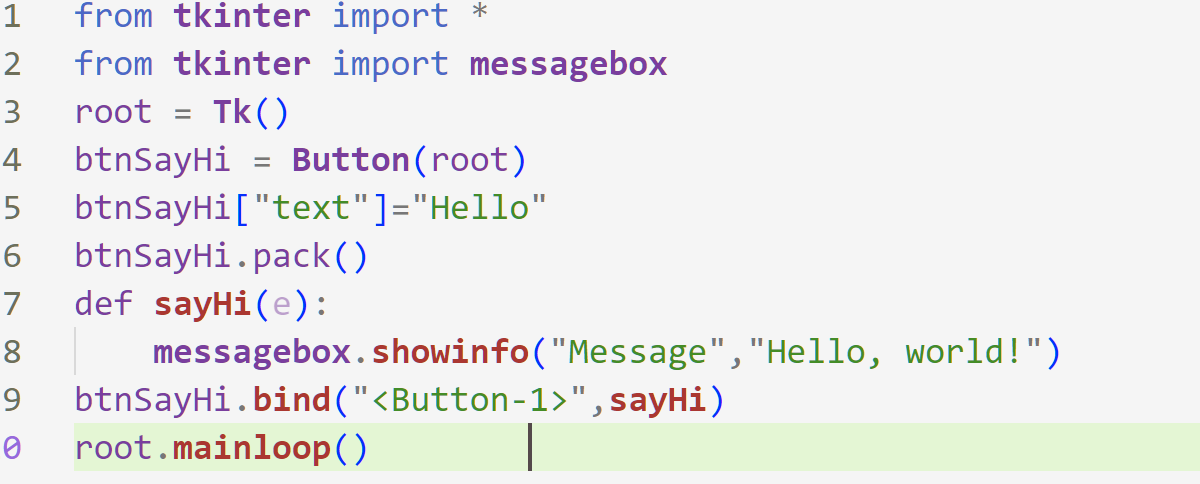 1 from tkinter import *
2 from tkinter import messagebox
3 root = Tk()
4 btnSayHi = Button(root)
5 btnSayHi["text"]="Hello"
6 btnSayHi.pack()
7 def sayHi(e):
8     messagebox.showinfo("Message","Hello, world!")
9 btnSayHi.bind("<Button-1>",sayHi)
0 root.mainloop()